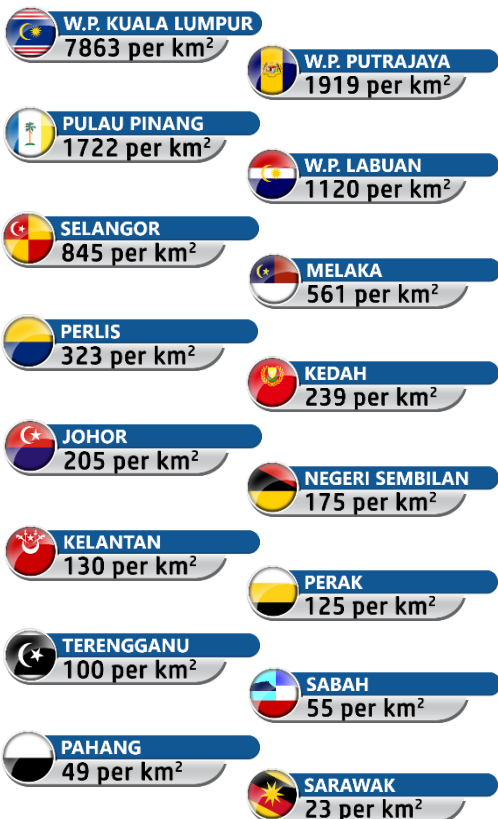 W.P. KUALA LUMPUR
7863 per km²
W.P. PUTRAJAYA
1919 per km²
PULAU PINANG
1722 per km²
W.P. LABUAN
1120 per km²
SELANGOR
845 per km²
MELAKA
561 per km²
PERLIS
323 per km²
KEDAH
239 per km²
JOHOR
205 per km²
NEGERI SEMBILAN
175 per km²
KELANTAN
130 per km²
PERAK
125 per km²
TERENGGANU
100 per km²
SABAH
55 per km²
PAHANG
49 per km²
SARAWAK
23 per km²